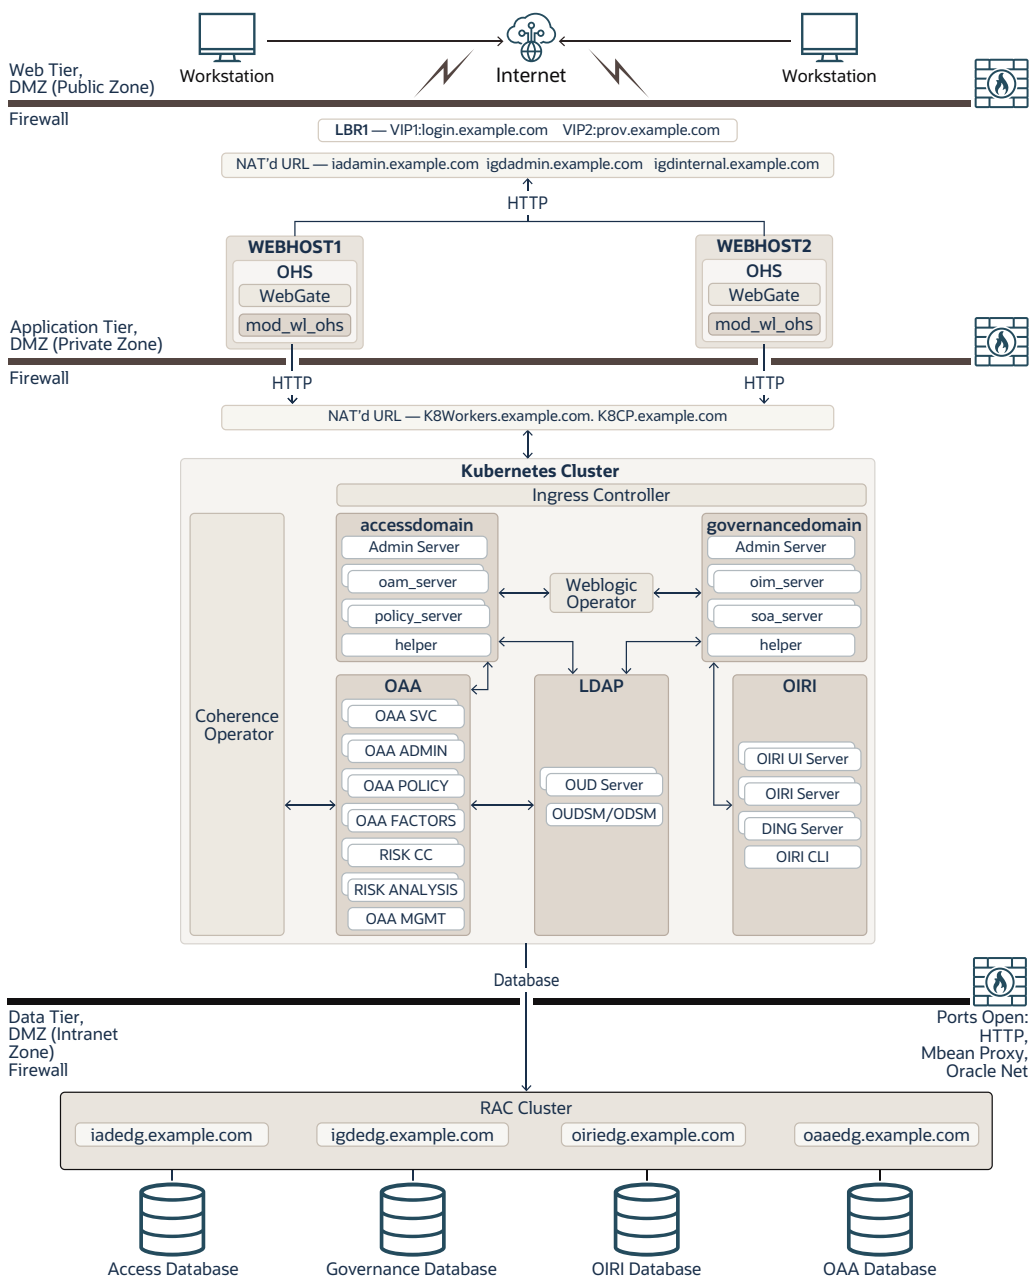 Workstation
Internet
Workstation
Web Tier,
DMZ (Public Zone)
Firewall
LBR1 — VIP1:login.example.com VIP2:prov.example.com
NAT'd URL — iadamin.example.com igdadmin.example.com igdinternal.example.com
HTTP
WEBHOST1
OHS
WebGate
mod_wl_ohs
WEBHOST2
OHS
WebGate
mod_wl_ohs
Application Tier,
DMZ (Private Zone)
Firewall
HTTP
HTTP
NAT'd URL — K8Workers.example.com. K8CP.example.com
Kubernetes Cluster
Ingress Controller
accessdomain
Admin Server
oam_server
policy_server
helper
Weblogic
Operator
governancedomain
Admin Server
oim_server
soa_server
helper
Coherence
Operator
OAA
OAA SVC
OAA ADMIN
OAA POLICY
OAA FACTORS
RISK CC
RISK ANALYSIS
OAA MGMT
LDAP
OUD Server
OUDSM/ODSM
OIRI
OIRI UI Server
OIRI Server
DING Server
OIRI CLI
Database
Data Tier,
DMZ (Intranet
Zone)
Firewall
Ports Open:
HTTP,
Mbean Proxy,
Oracle Net
RAC Cluster
iadedg.example.com
igdedg.example.com
oiriedg.example.com
oaaedg.example.com
Access Database
Governance Database
OIRI Database
OAA Database